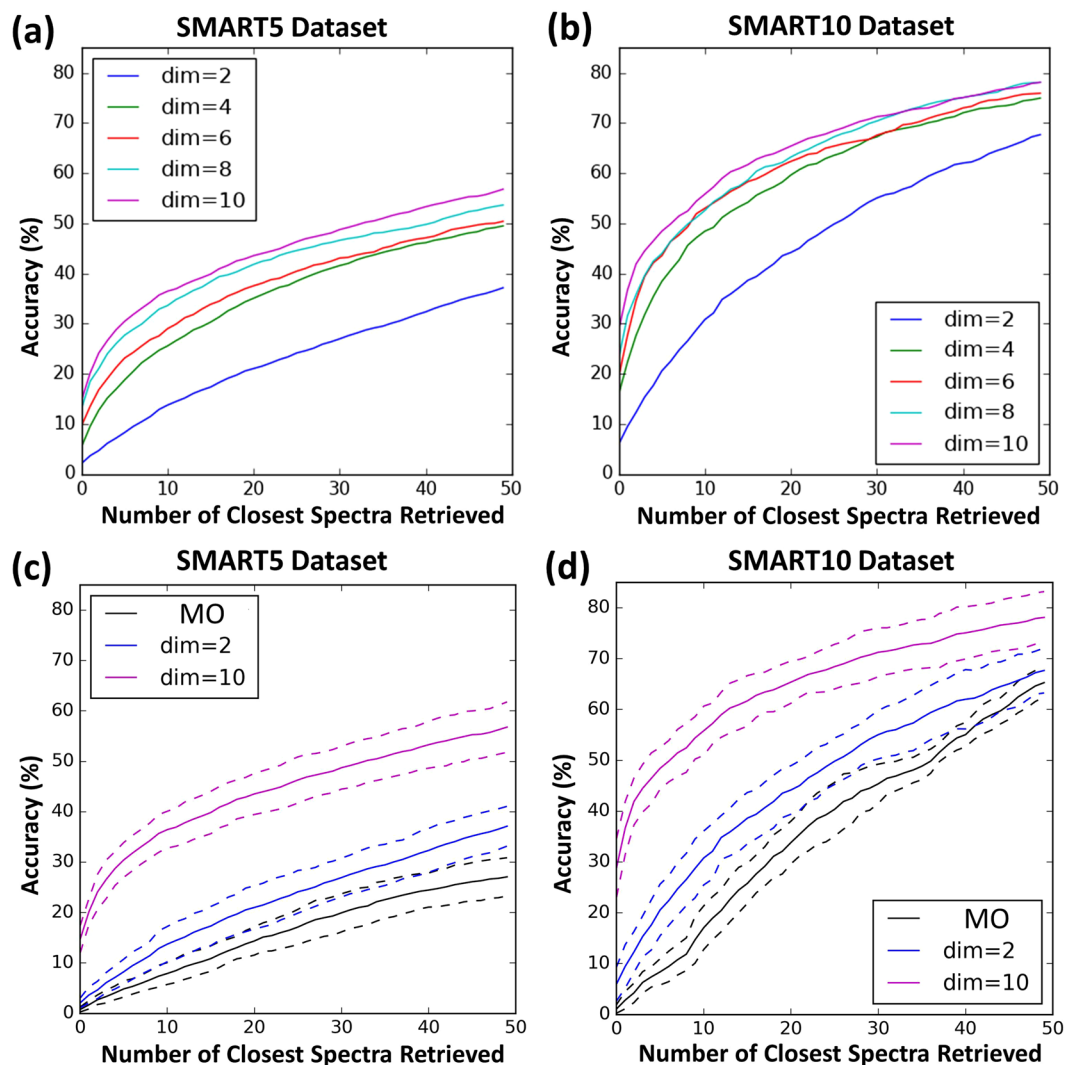 (a)
SMART5 Dataset
dim=2
dim=4
dim=6
dim=8
dim=10
Accuracy (%)
80
70
60
50
40
30
20
10
0
0 10 20 30 40 50
Number of Closest Spectra Retrieved
(b)
SMART10 Dataset
Accuracy (%)
80
70
60
50
40
30
20
10
0
dim=2
dim=4
dim=6
dim=8
dim=10
0 10 20 30 40 50
Number of Closest Spectra Retrieved
(c)
SMART5 Dataset
MO
dim=2
dim=10
Accuracy (%)
80
70
60
50
40
30
20
10
0
0 10 20 30 40 50
Number of Closest Spectra Retrieved
(d)
SMART10 Dataset
Accuracy (%)
80
70
60
50
40
30
20
10
0
MO
dim=2
dim=10
0 10 20 30 40 50
Number of Closest Spectra Retrieved